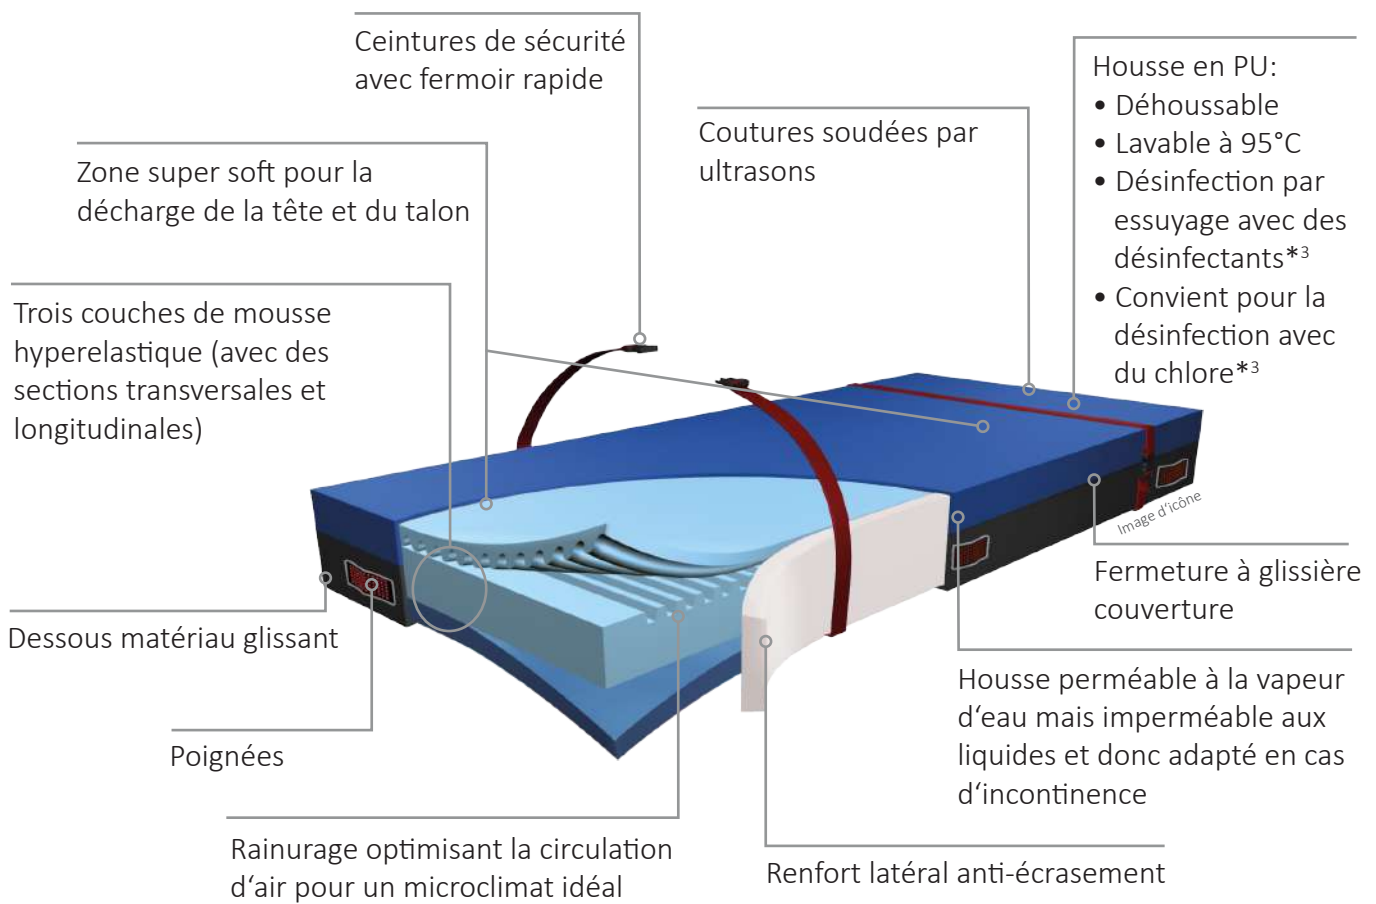 Ceintures de sécurité
avec fermoir rapide
Housse en PU:
• Déhoussable
• Lavable à 95°C
• Désinfection par
essuyage avec des
désinfectants*³
• Convient pour la
désinfection avec
du chlore*³
Coutures soudées par
ultrasons
Zone super soft pour la
décharge de la tête et du talon
Trois couches de mousse
hyperelastique (avec des
sections transversales et
longitudinales)
Image d‘icône
Fermeture à glissière
couverture
Dessous matériau glissant
Housse perméable à la vapeur
d‘eau mais imperméable aux
liquides et donc adapté en cas
d‘incontinence
Poignées
Rainurage optimisant la circulation
d‘air pour un microclimat idéal
Renfort latéral anti-écrasement